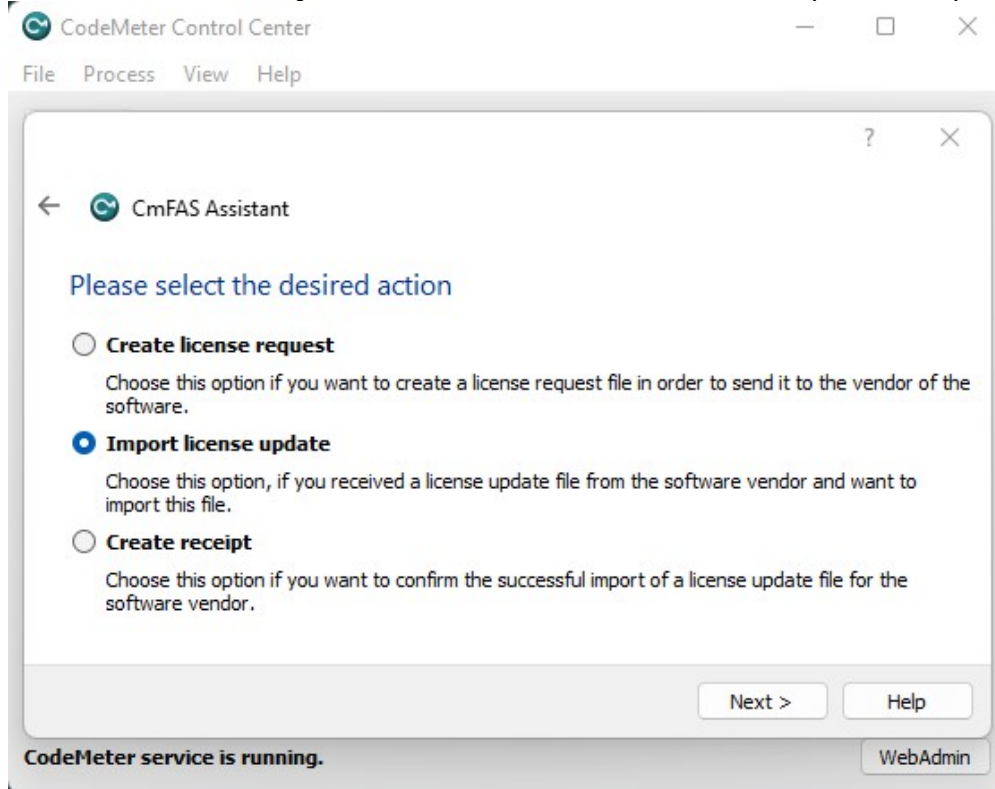 CodeMeter Control Center
File Process View Help
?
CmFAS Assistant
Please select the desired action
Create license request
Choose this option if you want to create a license request file in order to send it to the vendor of the
software.
Import license update
Choose this option, if you received a license update file from the software vendor and want to
import this file.
Create receipt
Choose this option if you want to confirm the successful import of a license update file for the
software vendor.
Next > Help
CodeMeter service is running. WebAdmin